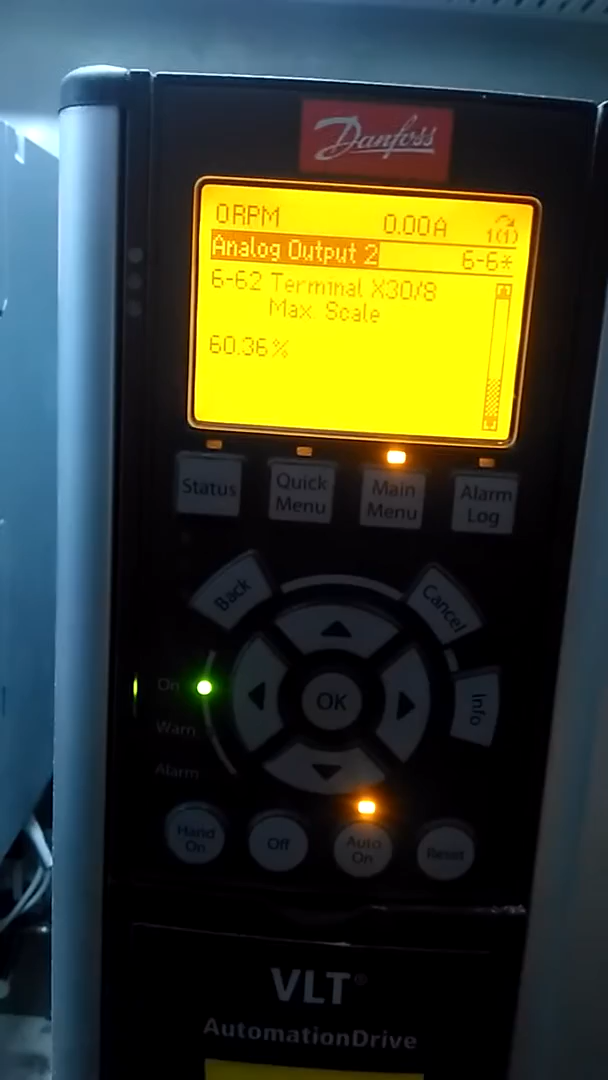 Danfoss
0RPM 0.00A 1(1)
Analog Output 2 6-6*
6-62 Terminal X30/8
Max. Scale
60.36%
Status Quick Menu Main Menu Alarm Log
Back Cancel
OK Info
On
Warn.
Alarm
Hand On Off Auto On Reset
VLT®
AutomationDrive